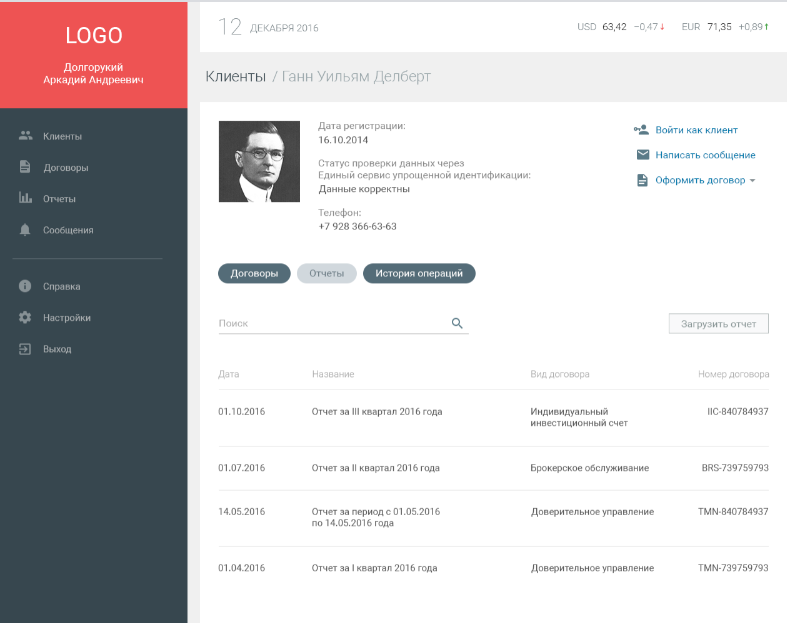 LOGO
Долгорукий
Аркадий Андреевич
Клиенты
Договоры
Отчеты
Сообщения
Справка
Настройки
Выход
12 ДЕКАБРЯ 2016
USD 63,42 −0,47↓ EUR 71,35 +0,89↑
Клиенты / Ганн Уильям Делберт
Дата регистрации:
16.10.2014
Статус проверки данных через
Единый сервис упрощенной идентификации:
Данные корректны
Телефон:
+7 928 366-63-63
Войти как клиент
Написать сообщение
Оформить договор
Договоры Отчеты История операций
Поиск
Загрузить отчет
Дата Название Вид договора Номер договора
01.10.2016 Отчет за III квартал 2016 года Индивидуальный IIC-840784937
инвестиционный счет
01.07.2016 Отчет за II квартал 2016 года Брокерское обслуживание BRS-739759793
14.05.2016 Отчет за период с 01.05.2016 Доверительное управление TMN-840784937
по 14.05.2016 года
01.04.2016 Отчет за I квартал 2016 года Доверительное управление TMN-739759793